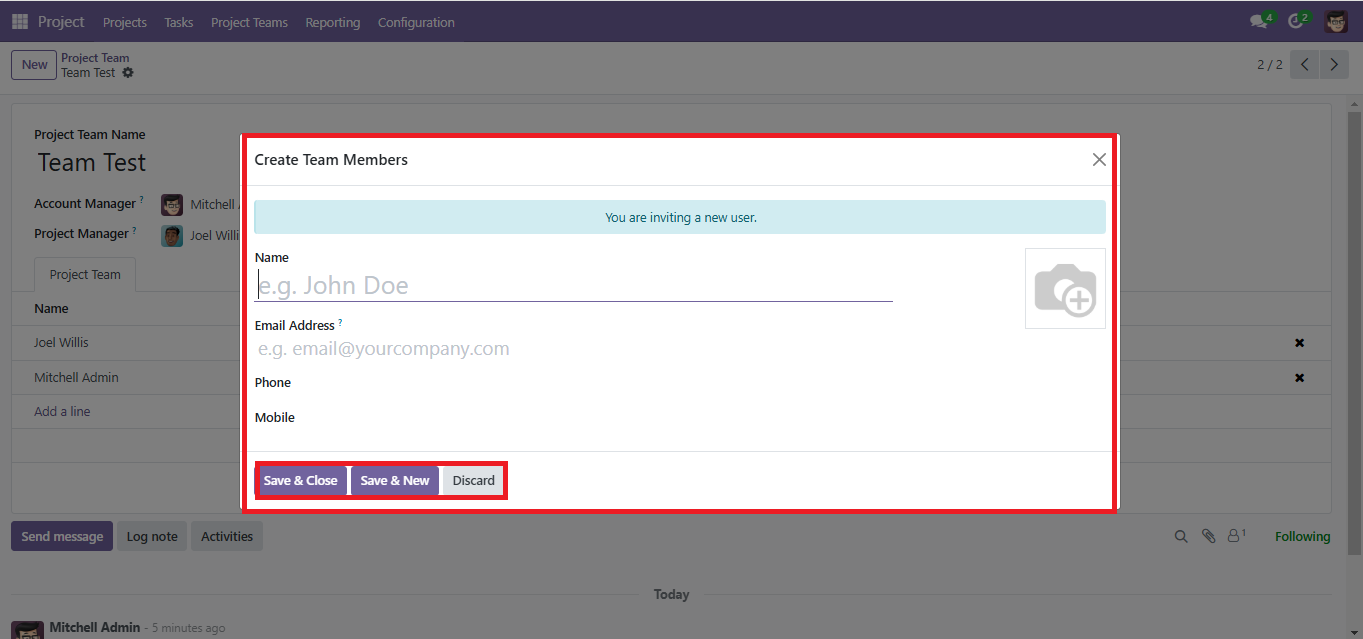 Project Projects Tasks Project Teams Reporting Configuration 4 2
New Project Team
Team Test 2 / 2
Project Team Name
Team Test
Account Manager ? Mitchell
Project Manager ? Joel Willi
Project Team
Name
Joel Willis
Mitchell Admin
Add a line
Create Team Members
You are inviting a new user.
Name
e.g. John Doe
Email Address ?
e.g. email@yourcompany.com
Phone
Mobile
Save & Close Save & New Discard
Send message Log note Activities 1 Following
Today
Mitchell Admin - 5 minutes ago